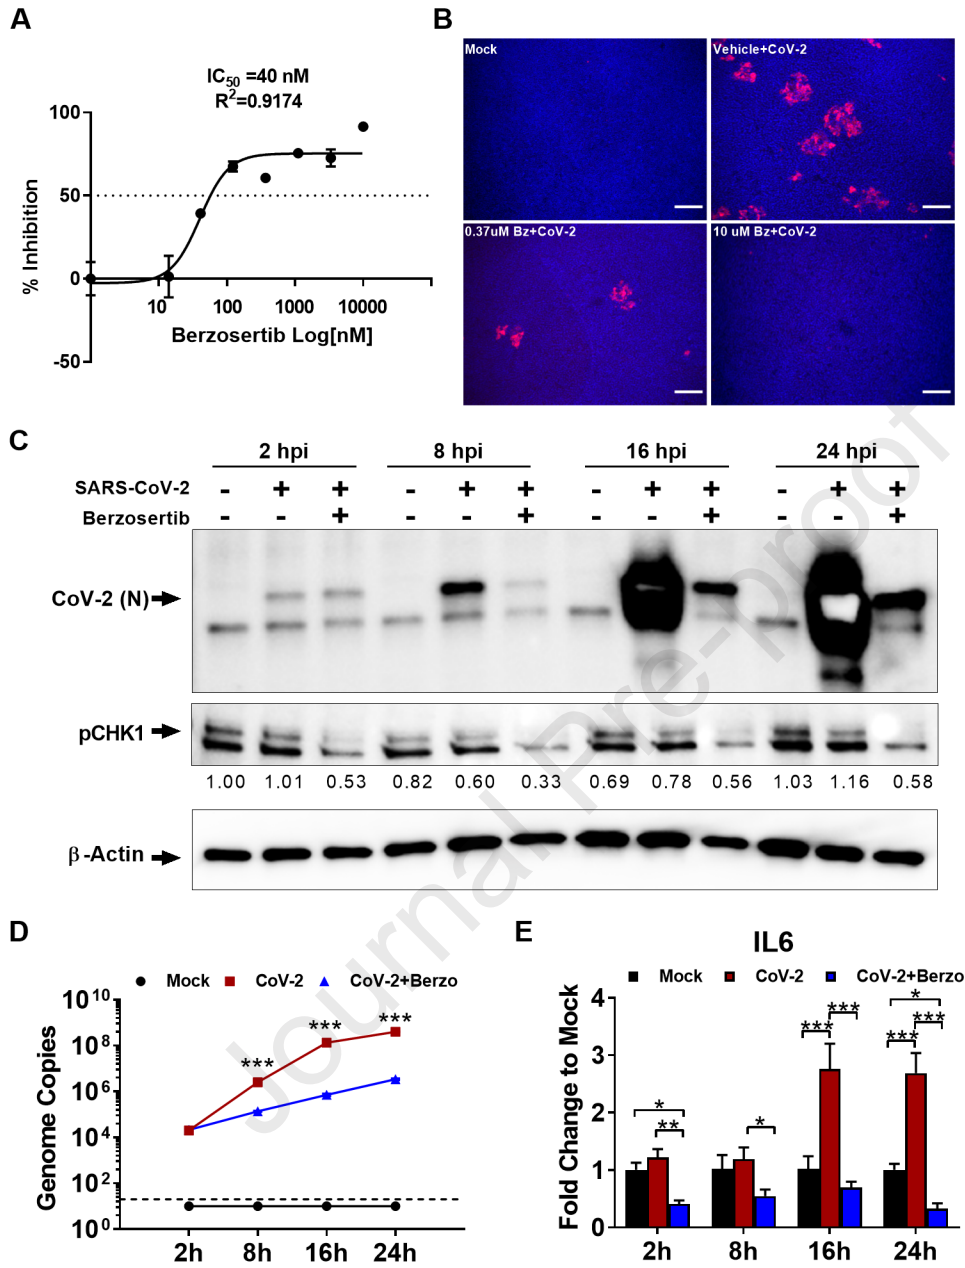 A
IC50 =40 nM
R2=0.9174
100
50
0
-50
% Inhibition
10 100 1000 10000
Berzosertib Log[nM]
B
Mock
Vehicle+CoV-2
0.37uM Bz+CoV-2
10 uM Bz+CoV-2
C
2 hpi 8 hpi 16 hpi 24 hpi
SARS-CoV-2 - + + - + + - + + - + +
Berzosertib - - + - - + - - + - - +
CoV-2 (N)
pCHK1
1.00 1.01 0.53 0.82 0.60 0.33 0.69 0.78 0.56 1.03 1.16 0.58
β-Actin
Journal Pre-proof
D
Mock CoV-2 CoV-2+Berzo
10^10
10^8
10^6
10^4
10^2
10^0
Genome Copies
*** *** ***
2h 8h 16h 24h
E
IL6
Mock CoV-2 CoV-2+Berzo
4
3
2
1
0
Fold Change to Mock
* ** * *** *** * *** ***
2h 8h 16h 24h